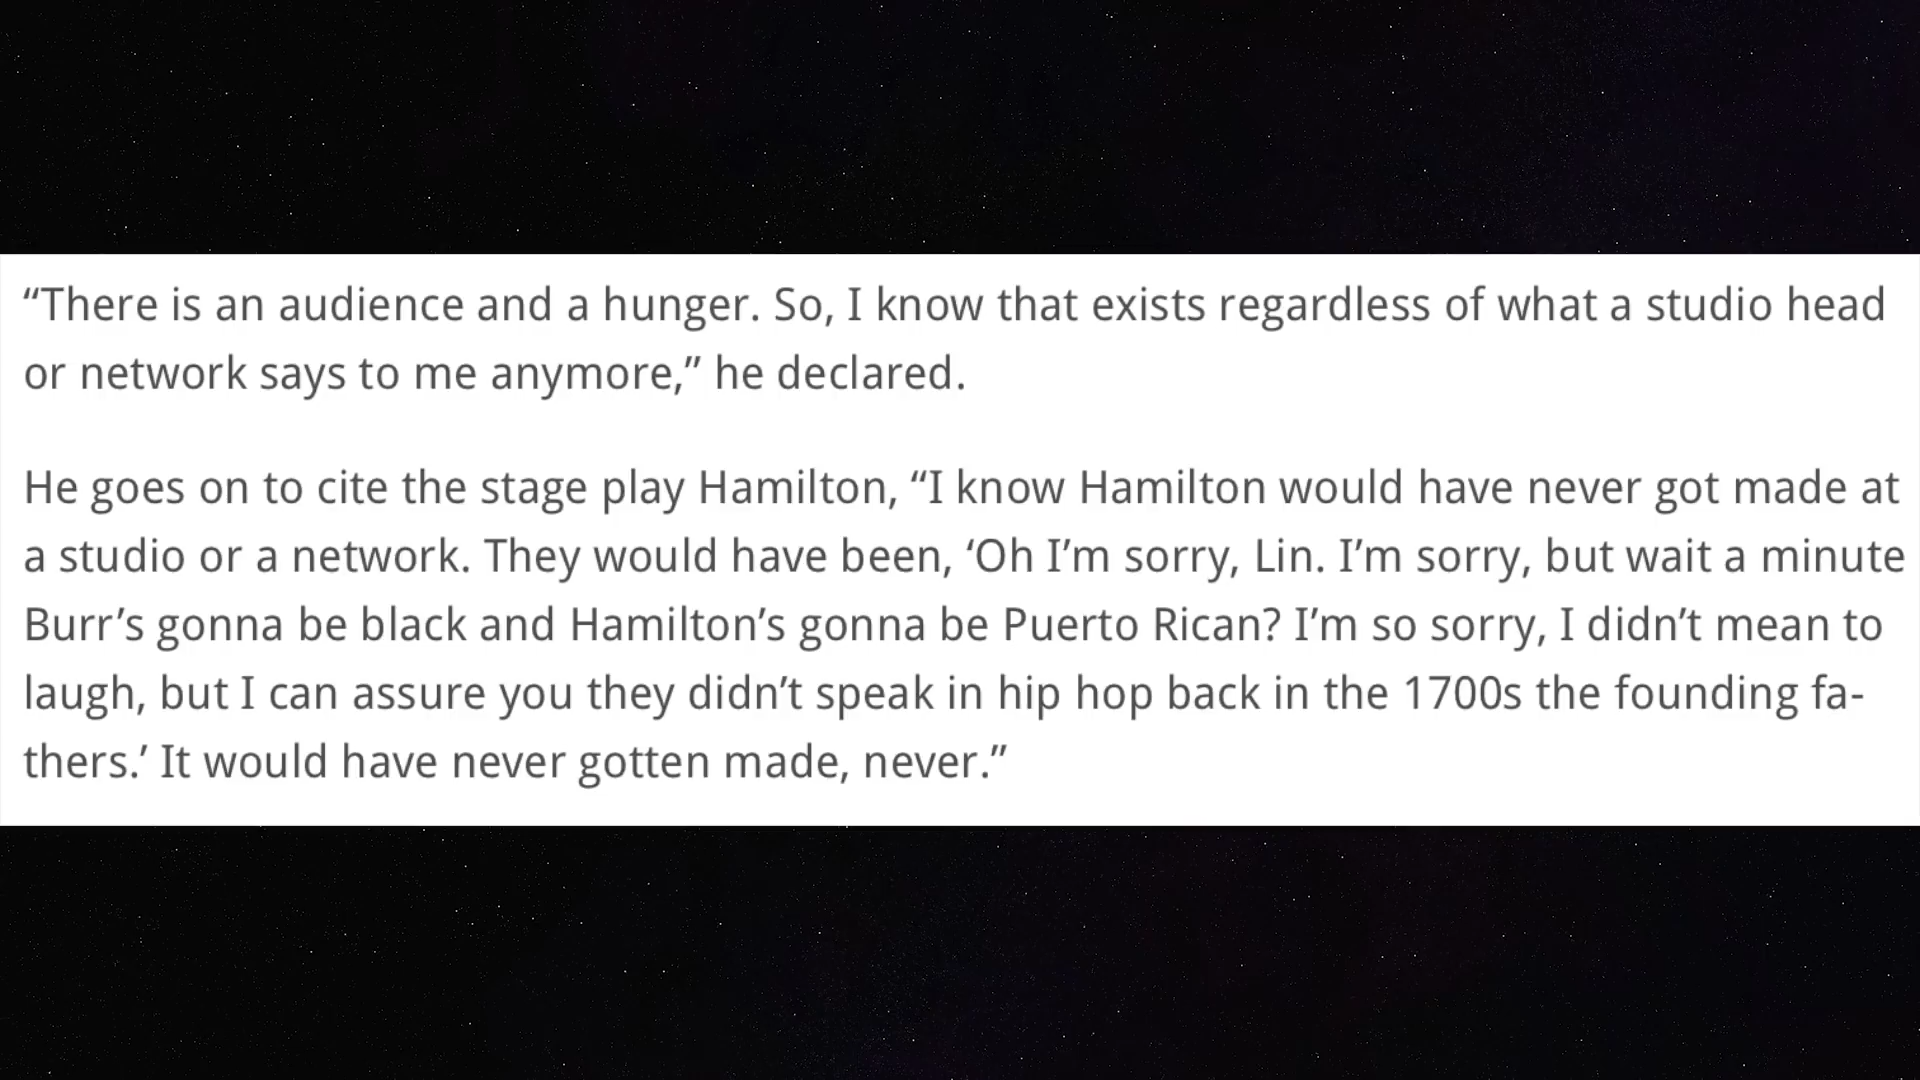 “There is an audience and a hunger. So, I know that exists regardless of what a studio head
or network says to me anymore,” he declared.
He goes on to cite the stage play Hamilton, “I know Hamilton would have never got made at
a studio or a network. They would have been, ‘Oh I’m sorry, Lin. I’m sorry, but wait a minute
Burr’s gonna be black and Hamilton’s gonna be Puerto Rican? I’m so sorry, I didn’t mean to
laugh, but I can assure you they didn’t speak in hip hop back in the 1700s the founding fa-
thers.’ It would have never gotten made, never.”